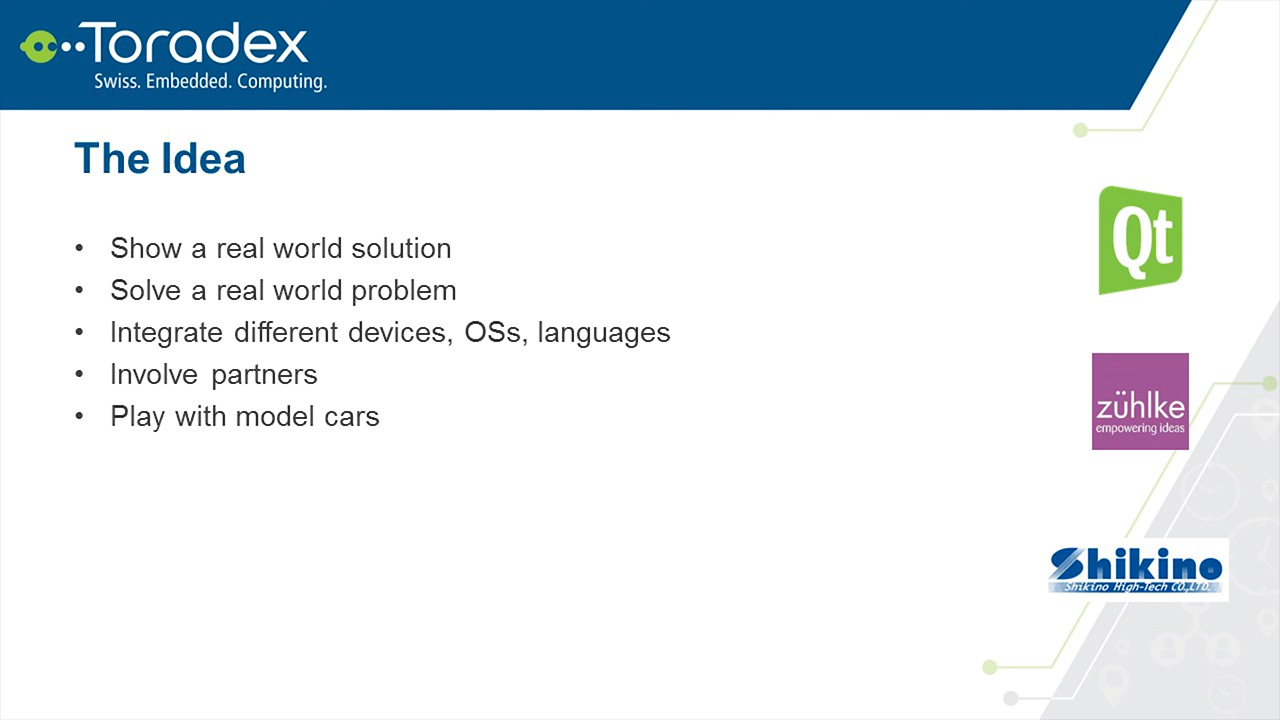 Toradex
Swiss. Embedded. Computing.
The Idea
• Show a real world solution
• Solve a real world problem
• Integrate different devices, OSs, languages
• Involve partners
• Play with model cars
Qt
zühlke
empowering ideas
Shikino
Shikino High-Tech CO.,LTD.